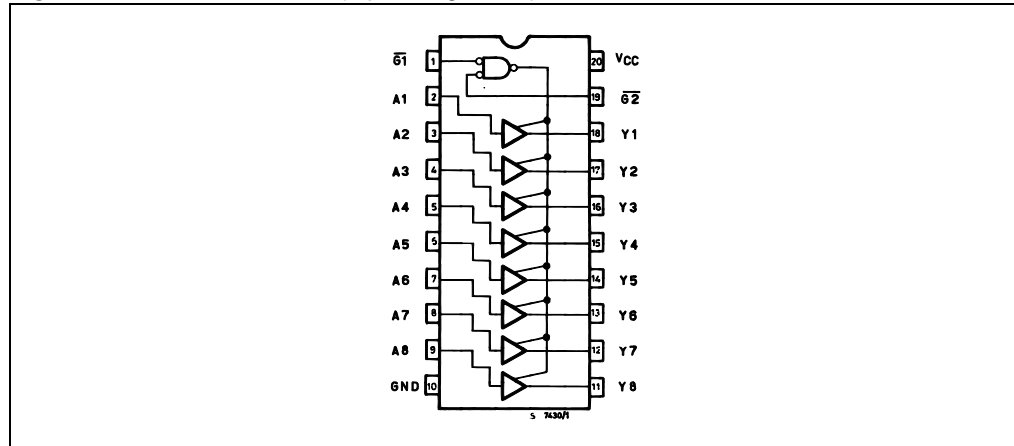 G1 1 20 VCC
A1 2 19 G2
A2 3 18 Y1
A3 4 17 Y2
A4 5 16 Y3
A5 6 15 Y4
A6 7 14 Y5
A7 8 13 Y6
A8 9 12 Y7
GND 10 11 Y8
S 7430/1